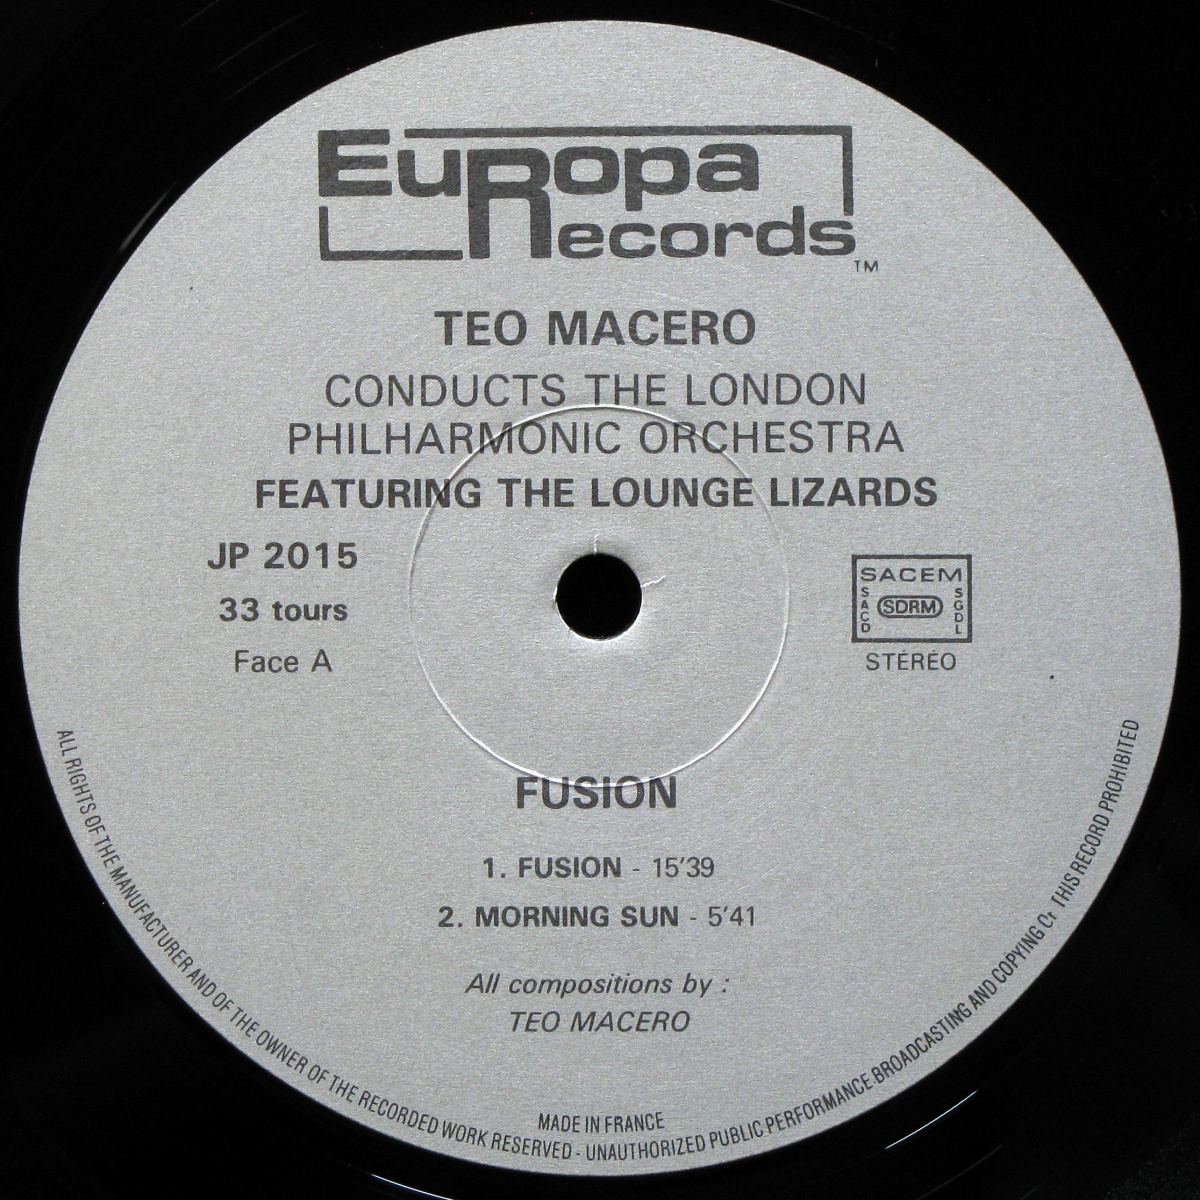 EuRopa
Records
TM
TEO MACERO
CONDUCTS THE LONDON
PHILHARMONIC ORCHESTRA
FEATURING THE LOUNGE LIZARDS
JP 2015
33 tours
Face A
SACEM
SACD
SDRM
SGDL
STÉRÉO
FUSION
1. FUSION - 15'39
2. MORNING SUN - 5'41
All compositions by :
TEO MACERO
MADE IN FRANCE
ALL RIGHTS OF THE MANUFACTURER AND OF THE OWNER OF THE RECORDED WORK RESERVED - UNAUTHORIZED PUBLIC PERFORMANCE BROADCASTING AND COPYING THIS RECORD PROHIBITED